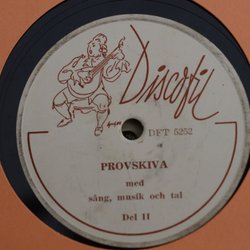 Discofil
DFT 5252
PROVSKIVA
med
sång, musik och tal
Del II